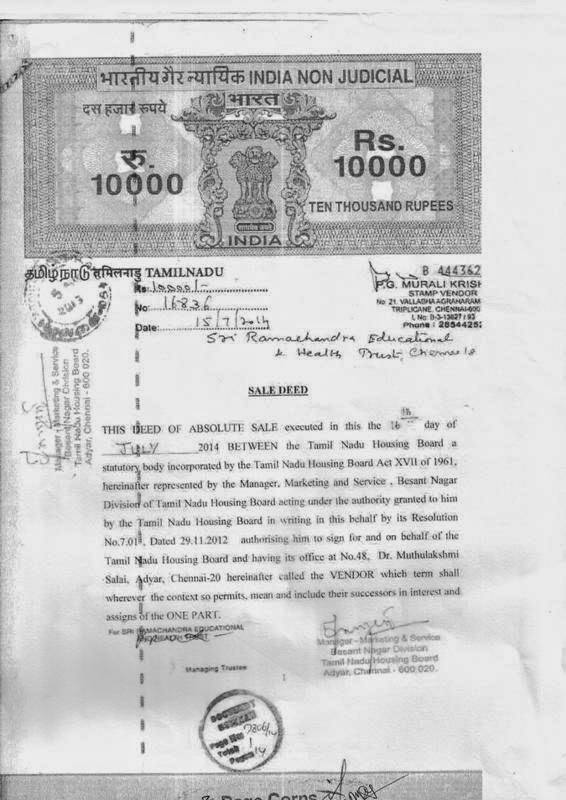 भारतीय गैर न्यायिक INDIA NON JUDICIAL
दस हजार रुपये
भारत
रु.
10000
Rs.
10000
TEN THOUSAND RUPEES
INDIA
தமிழ்நாடு तमिलनाडु TAMILNADU
B 444362
Rs: 10000/-
No: 16836
Date: 15/7/2014
P.G. MURALI KRISH
STAMP VENDOR
No 21, VALLABHA AGRAHARAM
TRIPLICANE, CHENNAI-600
L No: B-3-13827 / 93
Phone : 2854425
Sri Ramachandra Educational
& Health Trust, Chennai 18
Manager - Marketing & Service
Besant Nagar Division
Tamil Nadu Housing Board
Adyar, Chennai - 600 020.
SALE DEED
THIS DEED OF ABSOLUTE SALE executed in this the 16 th day of
JULY 2014 BETWEEN the Tamil Nadu Housing Board a
statutory body incorporated by the Tamil Nadu Housing Board Act XVII of 1961,
hereinafter represented by the Manager, Marketing and Service , Besant Nagar
Division of Tamil Nadu Housing Board acting under the authority granted to him
by the Tamil Nadu Housing Board in writing in this behalf by its Resolution
No.7.01, Dated 29.11.2012 authorising him to sign for and on behalf of the
Tamil Nadu Housing Board and having its office at No.48, Dr. Muthulakshmi
Salai, Adyar, Chennai-20 hereinafter called the VENDOR which term shall
wherever the context so permits, mean and include their successors in interest and
assigns of the ONE PART.
For SRI RAMACHANDRA EDUCATIONAL
& HEALTH TRUST
Managing Trustee
Manager - Marketing & Service
Besant Nagar Division
Tamil Nadu Housing Board
Adyar, Chennai - 600 020.
DOCUMENT
Page No: 1
Total
Pages 14